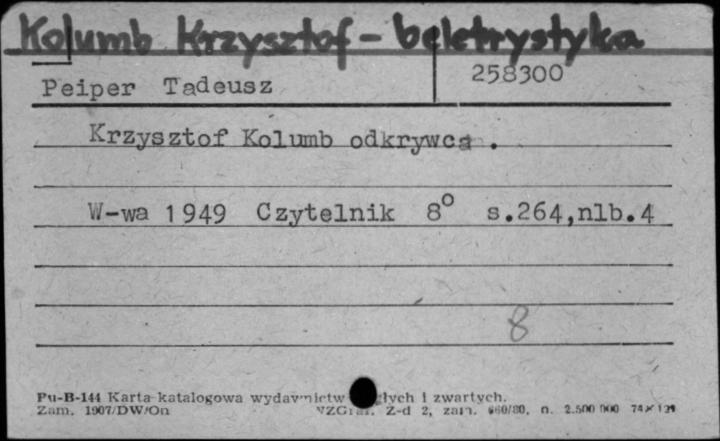 Kolumb Krzysztof - beletrystyka
258300
Peiper Tadeusz
Krzysztof Kolumb odkrywca.
W-wa 1949 Czytelnik 8° s.264,nlb.4
8
Pu-B-144 Karta katalogowa i zwartych.
Zam. 1907/DW/On Z-d 2, zam. n. 2.500 000